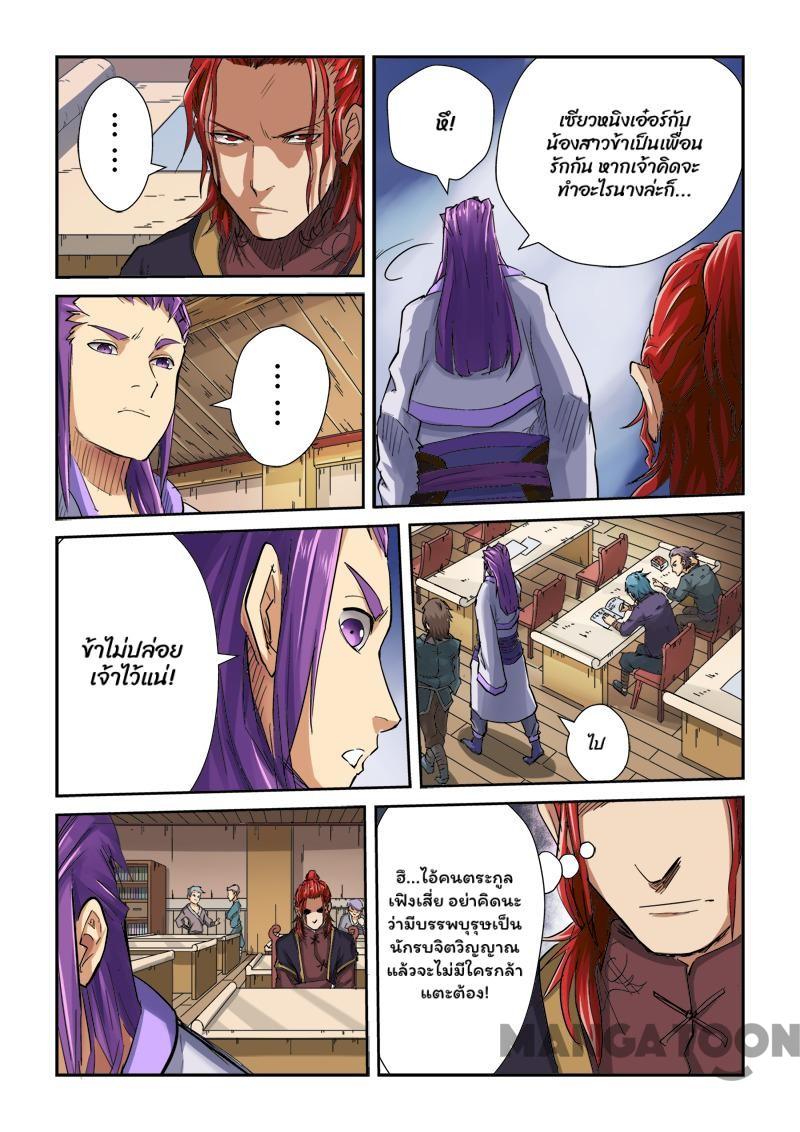 ......
หึ!
เซียวหนิงเอ๋อร์กับ
น้องสาวข้าเป็นเพื่อน
รักกัน หากเจ้าคิดจะ
ทำอะไรนางล่ะก็...
......
ข้าไม่ปล่อย
เจ้าไว้แน่!
ไป
ฮึ...ไอ้คนตระกูล
เฟิงเสี่ย อย่าคิดนะ
ว่ามีบรรพบุรุษเป็น
นักรบจิตวิญญาณ
แล้วจะไม่มีใครกล้า
แตะต้อง!
MANGATOON